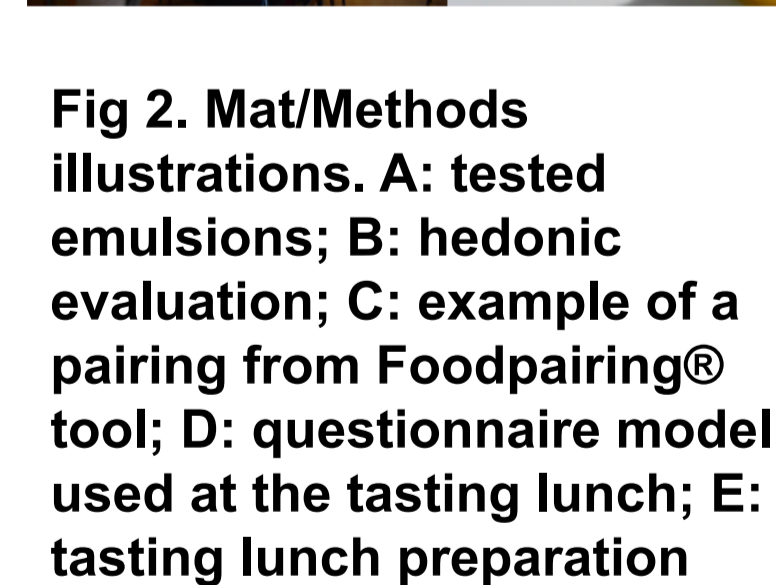 Fig 2. Mat/Methods
illustrations. A: tested
emulsions; B: hedonic
evaluation; C: example of a
pairing from Foodpairing®
tool; D: questionnaire model
used at the tasting lunch; E:
tasting lunch preparation